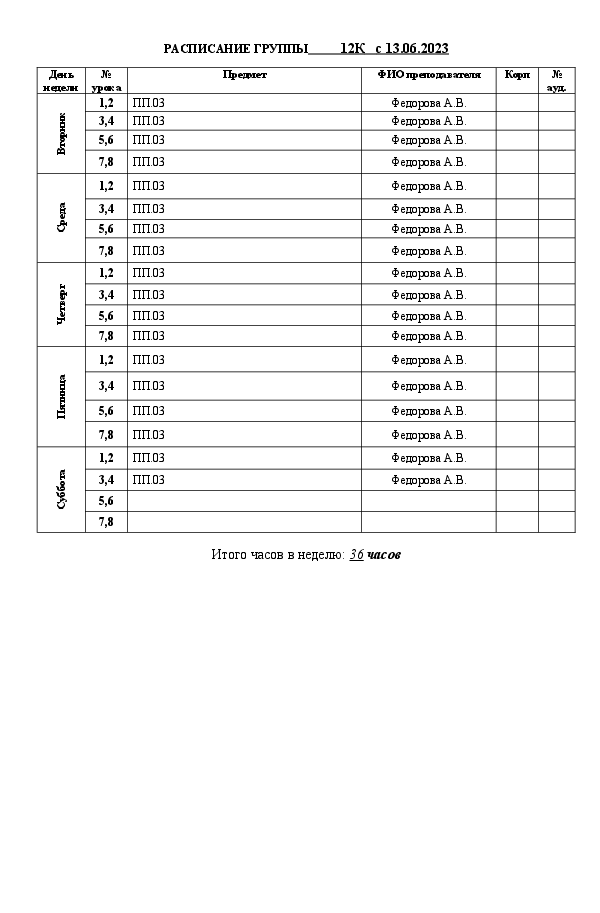 РАСПИСАНИЕ ГРУППЫ_____12К с 13.06.2023
День недели № урока Предмет ФИО преподавателя Корп № ауд.
Вторник
1,2 ПП.03 Федорова А.В.
3,4 ПП.03 Федорова А.В.
5,6 ПП.03 Федорова А.В.
7,8 ПП.03 Федорова А.В.
Среда
1,2 ПП.03 Федорова А.В.
3,4 ПП.03 Федорова А.В.
5,6 ПП.03 Федорова А.В.
7,8 ПП.03 Федорова А.В.
Четверг
1,2 ПП.03 Федорова А.В.
3,4 ПП.03 Федорова А.В.
5,6 ПП.03 Федорова А.В.
7,8 ПП.03 Федорова А.В.
Пятница
1,2 ПП.03 Федорова А.В.
3,4 ПП.03 Федорова А.В.
5,6 ПП.03 Федорова А.В.
7,8 ПП.03 Федорова А.В.
Суббота
1,2 ПП.03 Федорова А.В.
3,4 ПП.03 Федорова А.В.
5,6
7,8
Итого часов в неделю: 36 часов